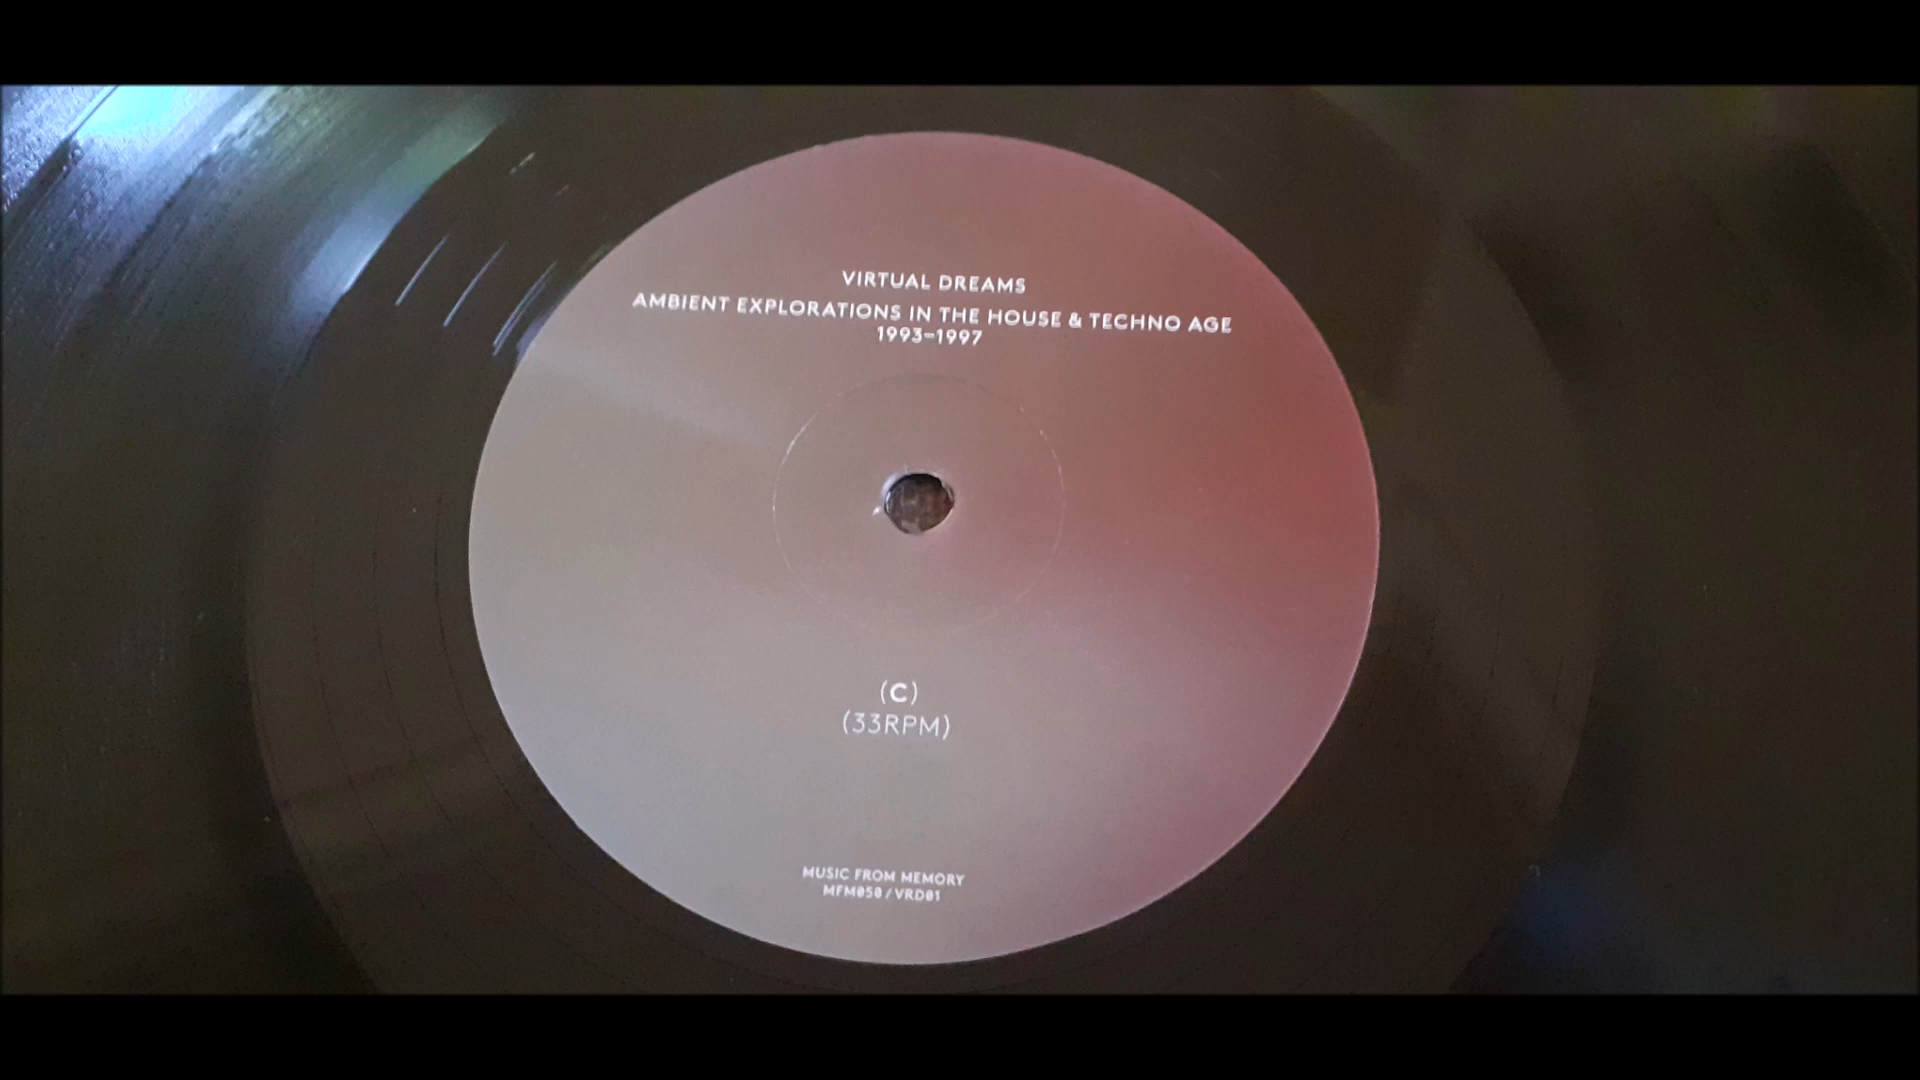 VIRTUAL DREAMS
AMBIENT EXPLORATIONS IN THE HOUSE & TECHNO AGE
1993–1997
(C)
(33RPM)
MUSIC FROM MEMORY
MFM050 / VRD01